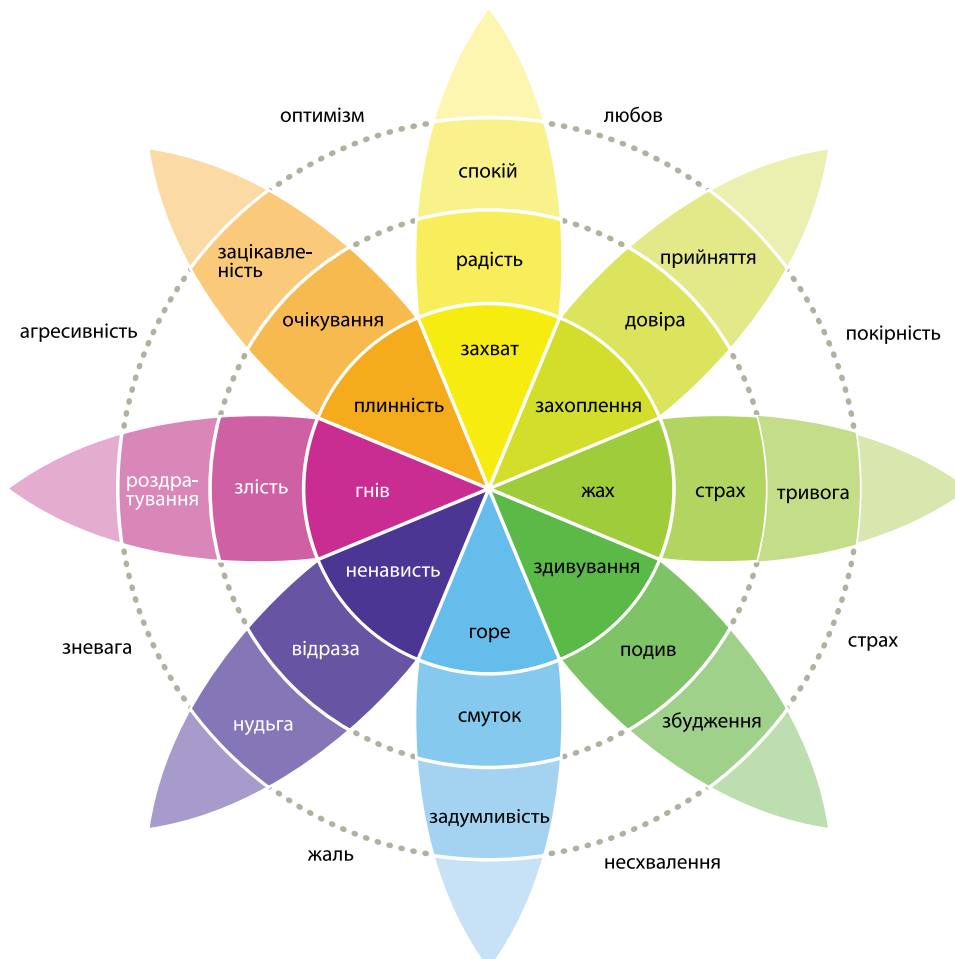 оптимізм
любов
спокій
зацікавле-
ність
радість
прийняття
очікування
довіра
агресивність
покірність
захват
плинність
захоплення
роздра-
тування
злість
гнів
жах
страх
тривога
ненависть
здивування
зневага
відраза
горе
подив
страх
нудьга
смуток
збудження
задумливість
жаль
несхвалення